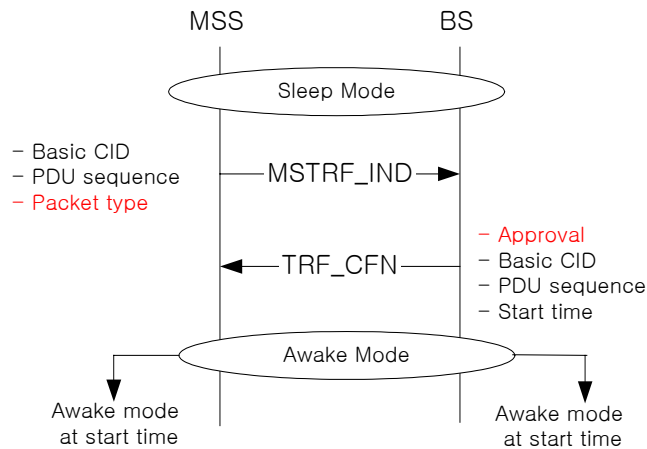 MSS
BS
Sleep Mode
- Basic CID
- PDU sequence
- Packet type
MSTRF_IND
- Approval
- Basic CID
- PDU sequence
- Start time
TRF_CFN
Awake Mode
Awake mode
at start time
Awake mode
at start time